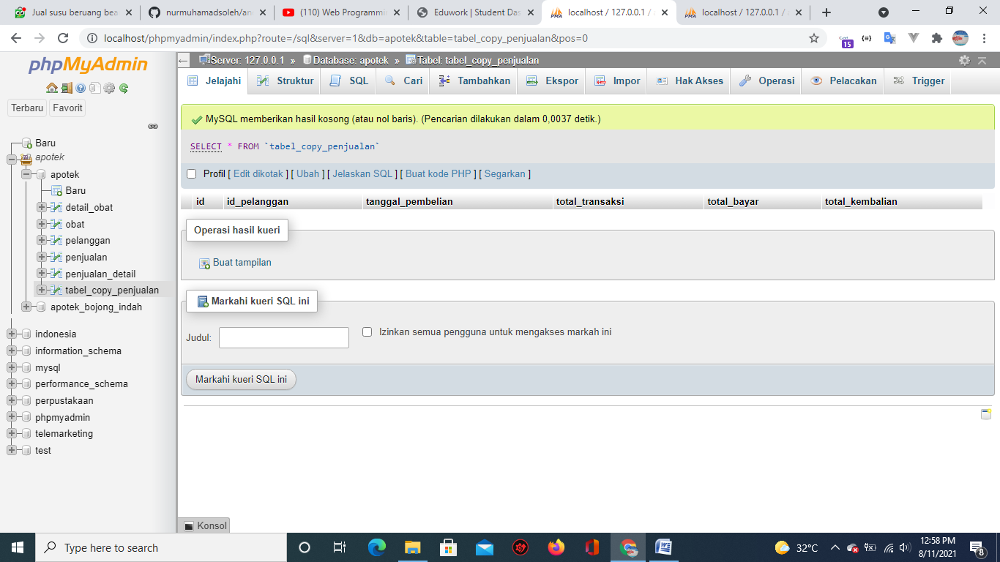 Jual susu beruang bea
nurmuhamadsoleh/an
(110) Web Programmi
Eduwork | Student Das
localhost / 127.0.0.1 /
localhost / 127.0.0.1 /
localhost/phpmyadmin/index.php?route=/sql&server=1&db=apotek&table=tabel_copy_penjualan&pos=0
15
phpMyAdmin
Terbaru Favorit
Baru
apotek
apotek
Baru
detail_obat
obat
pelanggan
penjualan
penjualan_detail
tabel_copy_penjualan
apotek_bojong_indah
indonesia
information_schema
mysql
performance_schema
perpustakaan
phpmyadmin
telemarketing
test
Server: 127.0.0.1 » Database: apotek » Tabel: tabel_copy_penjualan
Jelajahi Struktur SQL Cari Tambahkan Ekspor Impor Hak Akses Operasi Pelacakan Trigger
MySQL memberikan hasil kosong (atau nol baris). (Pencarian dilakukan dalam 0,0037 detik.)
SELECT * FROM `tabel_copy_penjualan`
Profil [ Edit dikotak ] [ Ubah ] [ Jelaskan SQL ] [ Buat kode PHP ] [ Segarkan ]
id id_pelanggan tanggal_pembelian total_transaksi total_bayar total_kembalian
Operasi hasil kueri
Buat tampilan
Markahi kueri SQL ini
Judul: Izinkan semua pengguna untuk mengakses markah ini
Markahi kueri SQL ini
Konsol
Type here to search
32°C
12:58 PM
8/11/2021
8